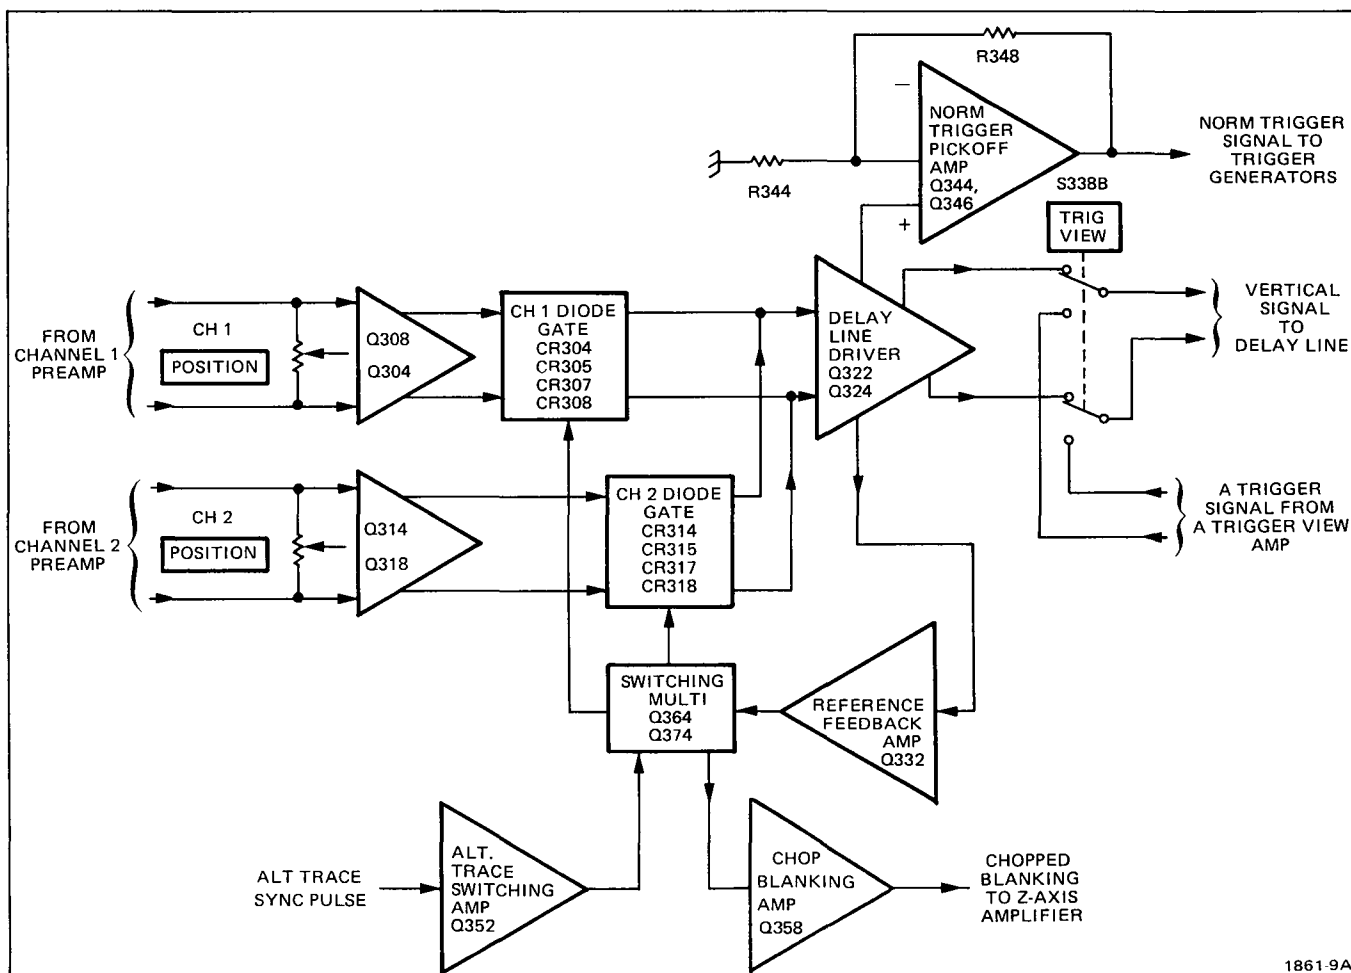 R348
−
NORM
TRIGGER
PICKOFF
AMP
Q344,
Q346
+
R344
NORM TRIGGER
SIGNAL TO
TRIGGER
GENERATORS
S338B
TRIG
VIEW
FROM
CHANNEL 1
PREAMP
CH 1
POSITION
Q308
Q304
CH 1 DIODE
GATE
CR304
CR305
CR307
CR308
DELAY
LINE
DRIVER
Q322
Q324
VERTICAL
SIGNAL
TO
DELAY LINE
FROM
CHANNEL 2
PREAMP
CH 2
POSITION
Q314
Q318
CH 2 DIODE
GATE
CR314
CR315
CR317
CR318
A TRIGGER
SIGNAL FROM
A TRIGGER VIEW
AMP
SWITCHING
MULTI
Q364
Q374
REFERENCE
FEEDBACK
AMP
Q332
ALT TRACE
SYNC PULSE
ALT.
TRACE
SWITCHING
AMP
Q352
CHOP
BLANKING
AMP
Q358
CHOPPED
BLANKING
TO Z-AXIS
AMPLIFIER
1861-9A